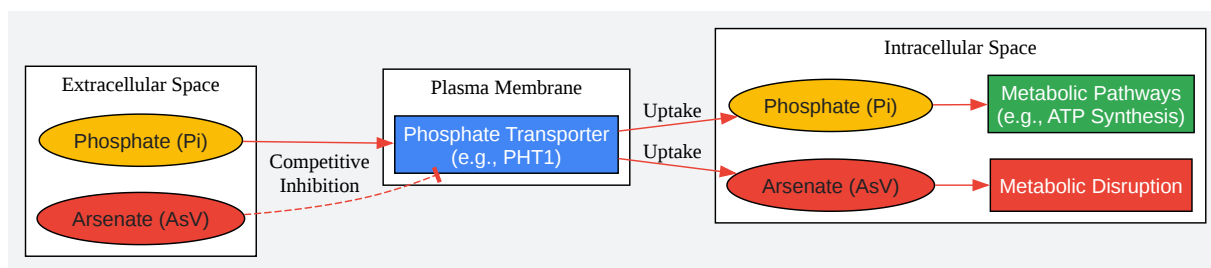 Extracellular Space
Phosphate (Pi)
Arsenate (AsV)
Competitive
Inhibition
Plasma Membrane
Phosphate Transporter
(e.g., PHT1)
Uptake
Uptake
Intracellular Space
Phosphate (Pi)
Metabolic Pathways
(e.g., ATP Synthesis)
Arsenate (AsV)
Metabolic Disruption